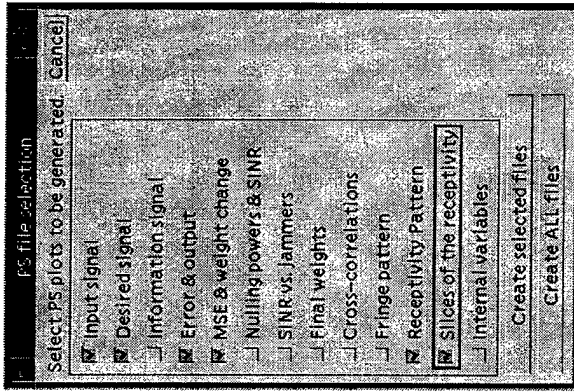 PS file selection
Select PS plots to be generated. Cancel
Input signal
Desired signal
Information signal
Error & output
MSE & weight change
Nulling powers & SINR
SINR vs. Jammers
Final weights
Cross-correlations
Fringe pattern
Receptivity Pattern
Slices of the receptivity
Internal variables
Create selected files
Create ALL files